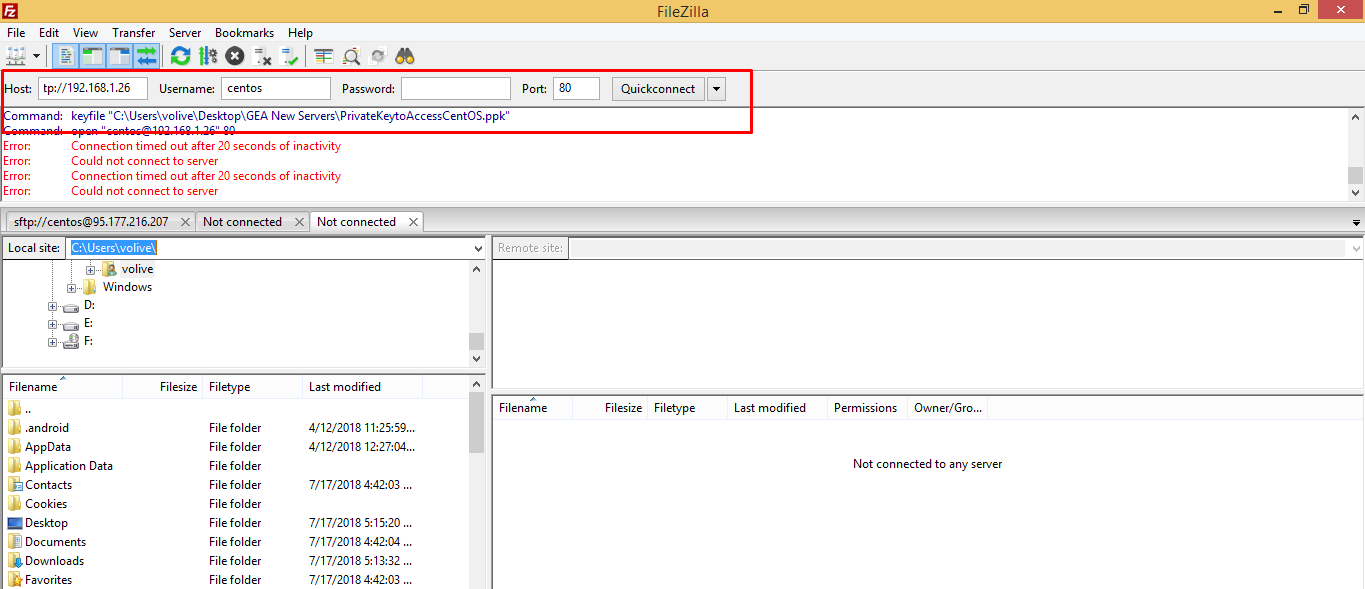 FileZilla
File Edit View Transfer Server Bookmarks Help
Host: tp://192.168.1.26 Username: centos Password: Port: 80 Quickconnect
Command: keyfile "C:\Users\volive\Desktop\GEA New Servers\PrivateKeytoAccessCentOS.ppk"
Command: open "centos@192.168.1.26" 80
Error: Connection timed out after 20 seconds of inactivity
Error: Could not connect to server
Error: Connection timed out after 20 seconds of inactivity
Error: Could not connect to server
sftp://centos@95.177.216.207 Not connected Not connected
Local site: C:\Users\volive\
Remote site:
volive
Windows
D:
E:
F:
Filename Filesize Filetype Last modified
..
.android File folder 4/12/2018 11:25:59...
AppData File folder 4/12/2018 12:27:04...
Application Data File folder
Contacts File folder 7/17/2018 4:42:03 ...
Cookies File folder
Desktop File folder 7/17/2018 5:15:20 ...
Documents File folder 7/17/2018 4:42:04 ...
Downloads File folder 7/17/2018 5:13:32 ...
Favorites File folder 7/17/2018 4:42:03 ...
Filename Filesize Filetype Last modified Permissions Owner/Gro...
Not connected to any server